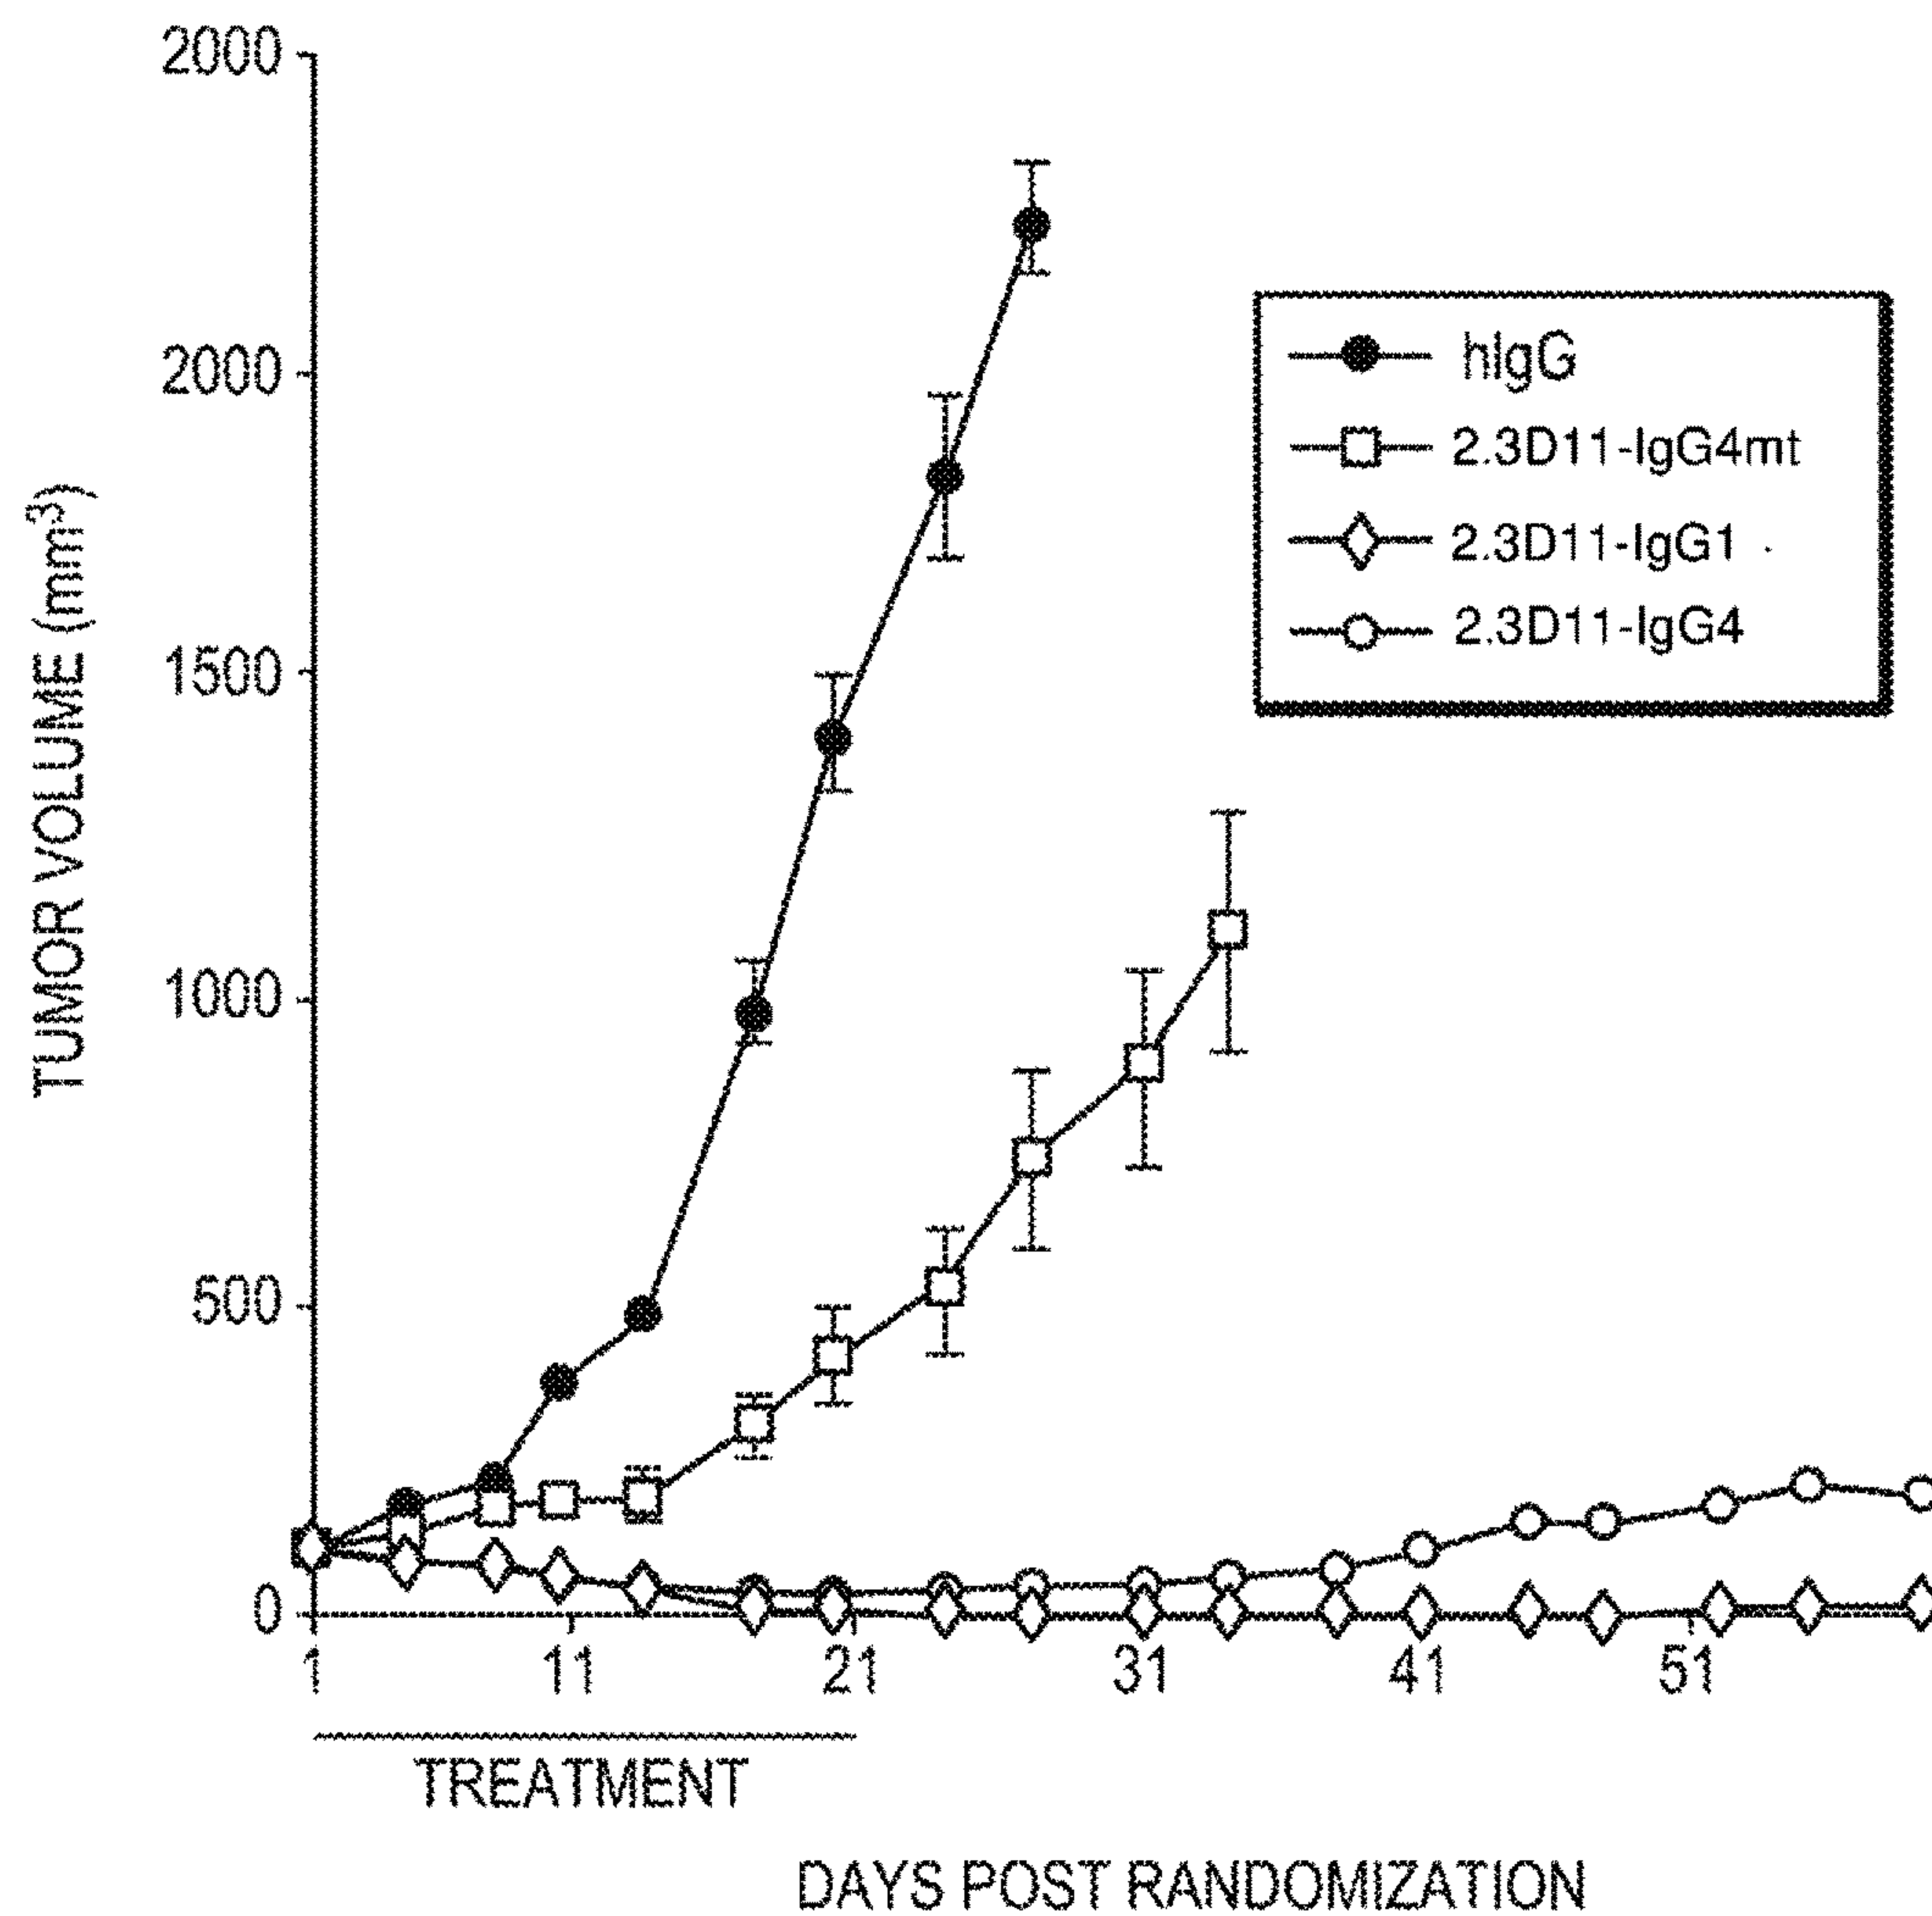 TUMOR VOLUME (mm³)
2000
2000
1500
1000
500
0
hIgG
2.3D11-IgG4mt
2.3D11-IgG1
2.3D11-IgG4
1 11 21 31 41 51
TREATMENT
DAYS POST RANDOMIZATION